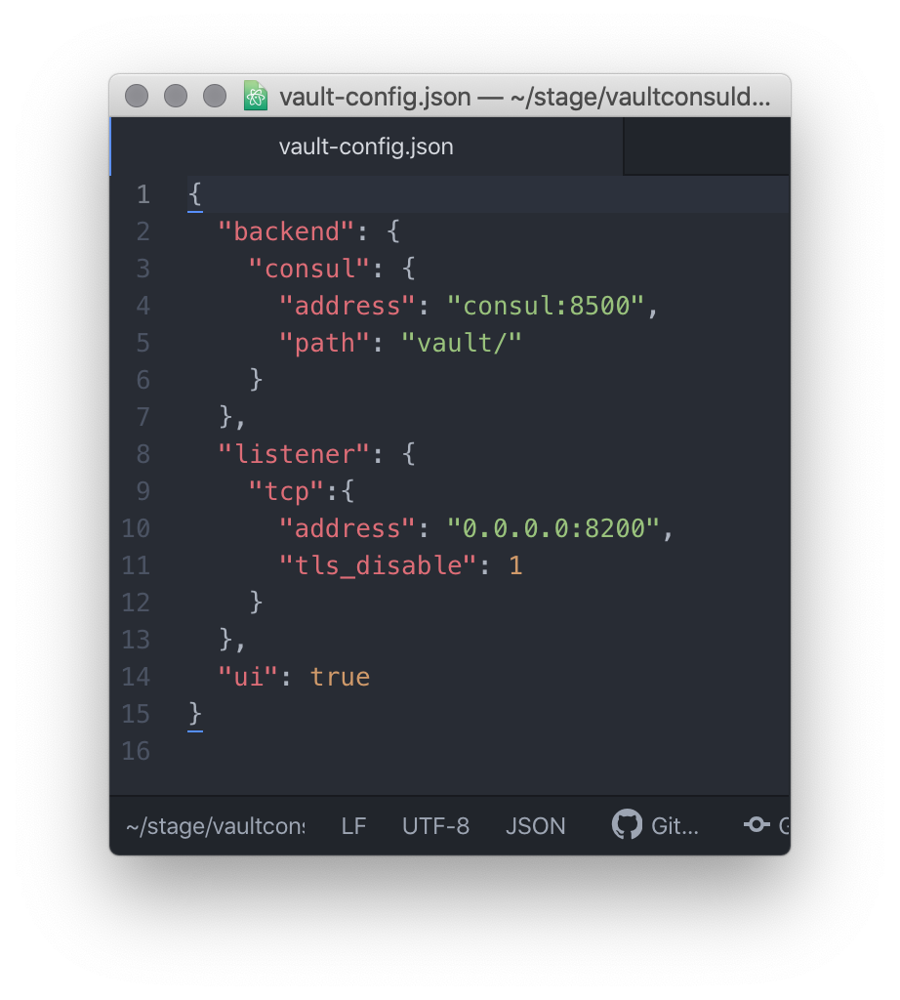 vault-config.json — ~/stage/vaultconsuld...
vault-config.json
1 {
2   "backend": {
3     "consul": {
4       "address": "consul:8500",
5       "path": "vault/"
6     }
7   },
8   "listener": {
9     "tcp":{
10       "address": "0.0.0.0:8200",
11       "tls_disable": 1
12     }
13   },
14   "ui": true
15 }
16
~/stage/vaultcon LF UTF-8 JSON Git... G